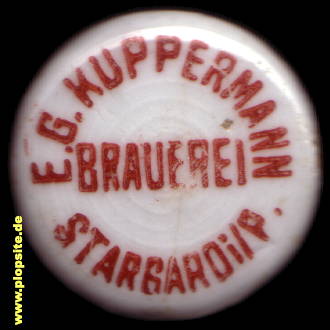 E.G. KUPPERMANN
BRAUEREI
STARGARD i/P.
www.plopsite.de